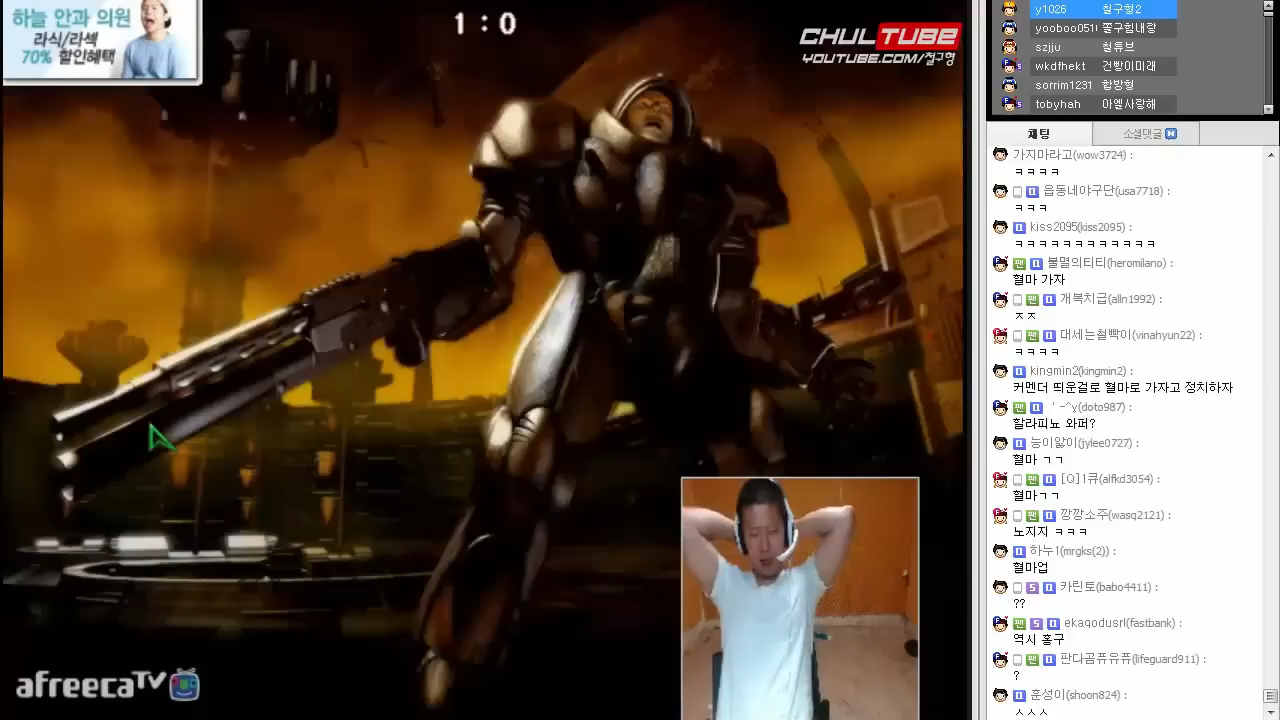 하늘 안과 의원
라식/라섹
70% 할인혜택
1 : 0
CHULTUBE
YOUTUBE.COM/철구형
afreecaTV
y1026 철구형2
yooboo051 쭝구험내랑
szjju 철튜브
wkdfhekt 건빵이미래
sorrim1231 합방형
tobyhah 아엘사랑해
채팅 소셜댓글 N
가지마라고(wow3724) :
ㅋㅋㅋㅋ
읍동네야구단(usa7718) :
ㅋㅋㅋ
kiss2095(kiss2095) :
ㅋㅋㅋㅋㅋㅋㅋㅋㅋㅋㅋㅋ
불멸의티티(heromilano) :
혈마 가자
개복치급(alln1992) :
ㅈㅈ
대세는철빡이(vinahyun22) :
ㅋㅋㅋㅋ
kingmin2(kingmin2) :
커멘더 띄운걸로 혈마로 가자고 정치하자
' -^γ(doto987) :
할라피뇨 와퍼?
능이앓이(jylee0727) :
혈마 ㄱㄱ
[Q]1큐(alfkd3054) :
혈마ㄱㄱ
깡깡소주(wasq2121) :
노지지 ㅋㅋㅋ
하누1(mrgks(2)) :
혈마업
카린토(babo4411) :
??
ekagodusrl(fastbank) :
역시 홍구
판다곰퓨유퓨(lifeguard911) :
?
훈성이(shoon824) :
ㅅㅅㅅ